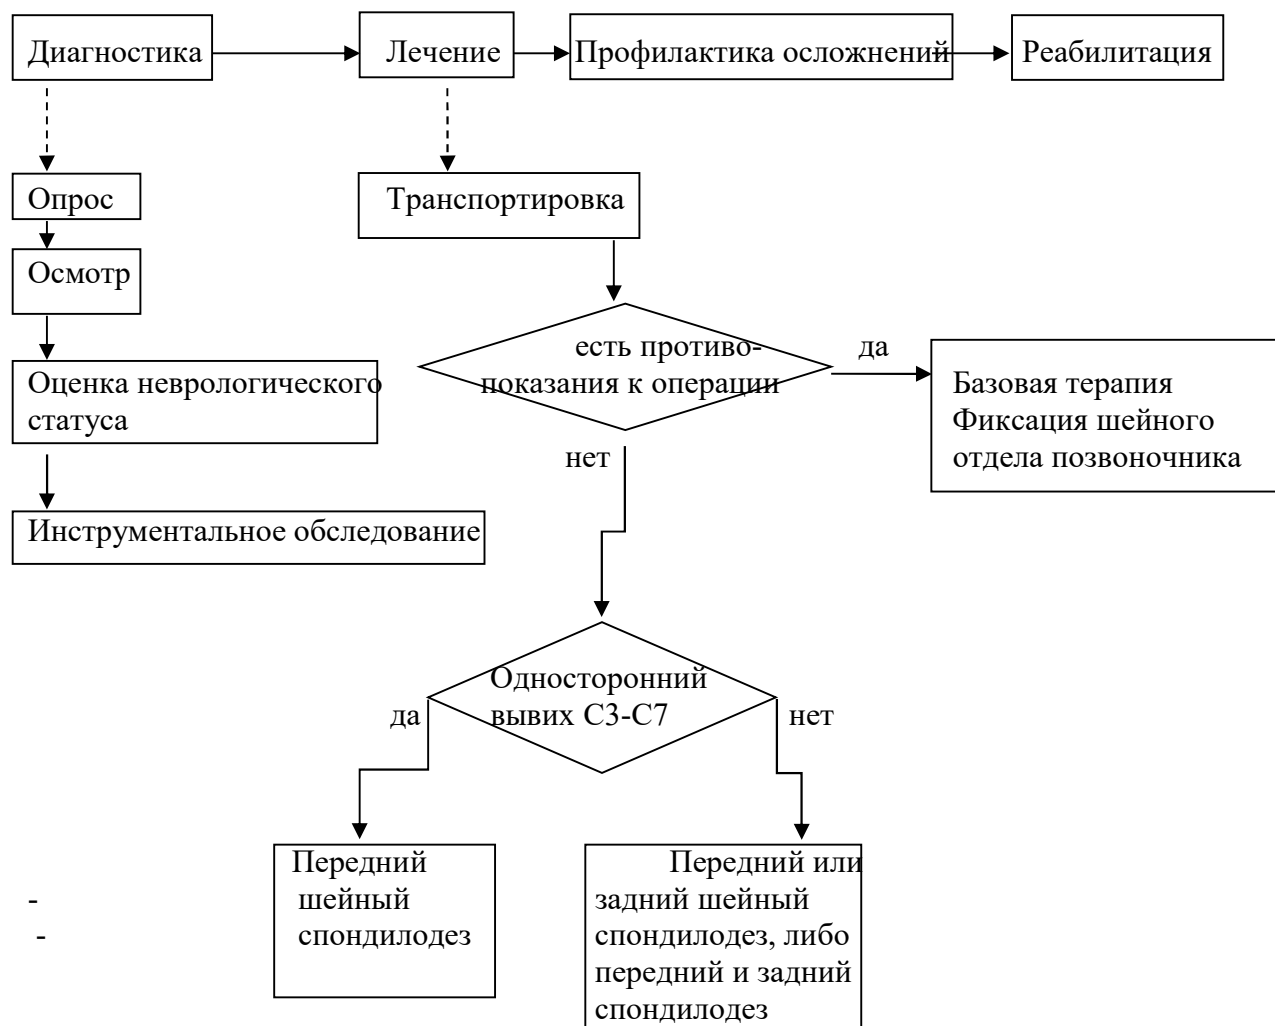 Диагностика
Лечение
Профилактика осложнений
Реабилитация
Опрос
Осмотр
Оценка неврологического
статуса
Инструментальное обследование
Транспортировка
есть противо-
показания к операции
да
Базовая терапия
Фиксация шейного
отдела позвоночника
нет
Односторонний
вывих С3-С7
да
нет
Передний
шейный
спондилодез
Передний или
задний шейный
спондилодез, либо
передний и задний
спондилодез
-
-